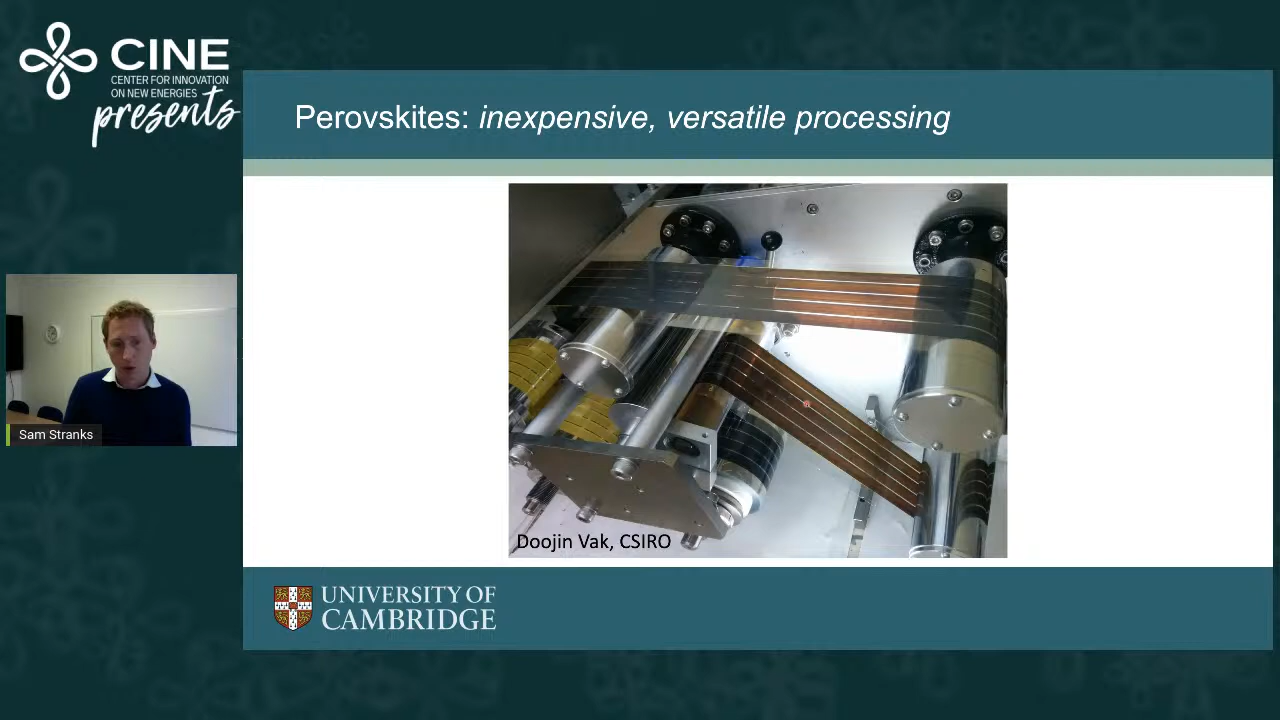 CINE
CENTER FOR INNOVATION
ON NEW ENERGIES
presents
Perovskites: inexpensive, versatile processing
Sam Stranks
Doojin Vak, CSIRO
UNIVERSITY OF
CAMBRIDGE